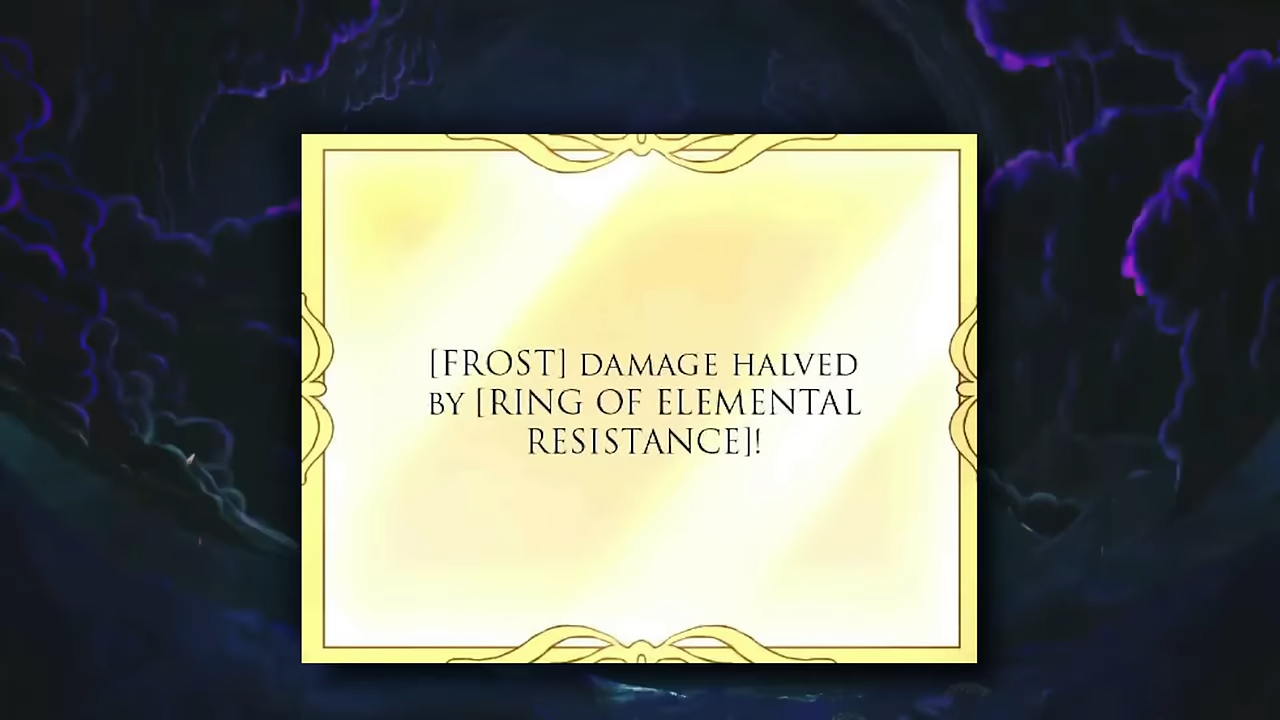 [FROST] DAMAGE HALVED
BY [RING OF ELEMENTAL
RESISTANCE]!